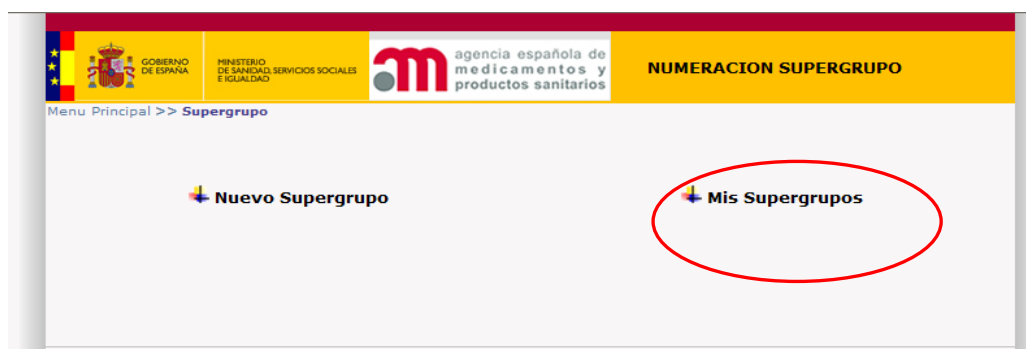 GOBIERNO
DE ESPAÑA
MINISTERIO
DE SANIDAD, SERVICIOS SOCIALES
E IGUALDAD
agencia española de
medicamentos y
productos sanitarios
NUMERACION SUPERGRUPO
Menu Principal >> Supergrupo
Nuevo Supergrupo
Mis Supergrupos